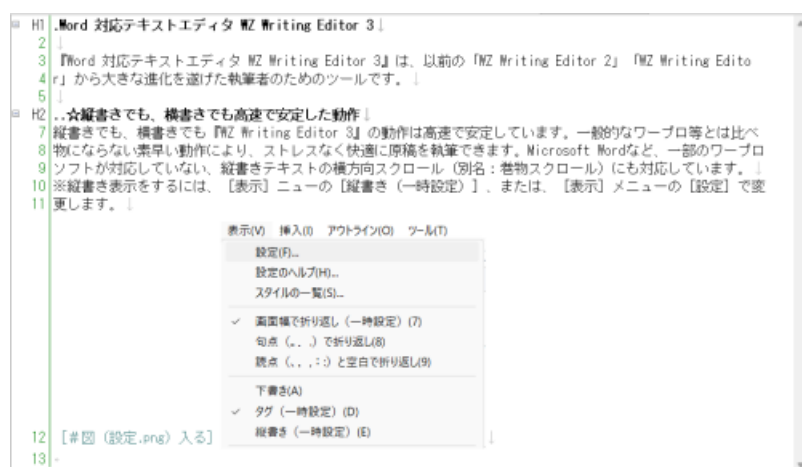 H1 .Word 対応テキストエディタ WZ Writing Editor 3↓
2 ↓
3 『Word 対応テキストエディタ WZ Writing Editor 3』は、以前の「WZ Writing Editor 2」「WZ Writing Edito
4 r」から大きな進化を遂げた執筆者のためのツールです。↓
5 ↓
H2 ..☆縦書きでも、横書きでも高速で安定した動作↓
7 縦書きでも、横書きでも『WZ Writing Editor 3』の動作は高速で安定しています。一般的なワープロ等とは比べ
8 物にならない素早い動作により、ストレスなく快適に原稿を執筆できます。Microsoft Wordなど、一部のワープロ
9 ソフトが対応していない、縦書きテキストの横方向スクロール（別名：巻物スクロール）にも対応しています。↓
10 ※縦書き表示をするには、［表示］ニューの［縦書き（一時設定）］、または、［表示］メニューの［設定］で変
11 更します。↓
表示(V) 挿入(I) アウトライン(O) ツール(T)
設定(F)...
設定のヘルプ(H)...
スタイルの一覧(S)...
✓ 画面幅で折り返し（一時設定）(7)
句点（。．.）で折り返し(8)
読点（、，,：:）と空白で折り返し(9)
下書き(A)
✓ タグ（一時設定）(D)
縦書き（一時設定）(E)
12 ［＃図（設定.png）入る］ ↓
13